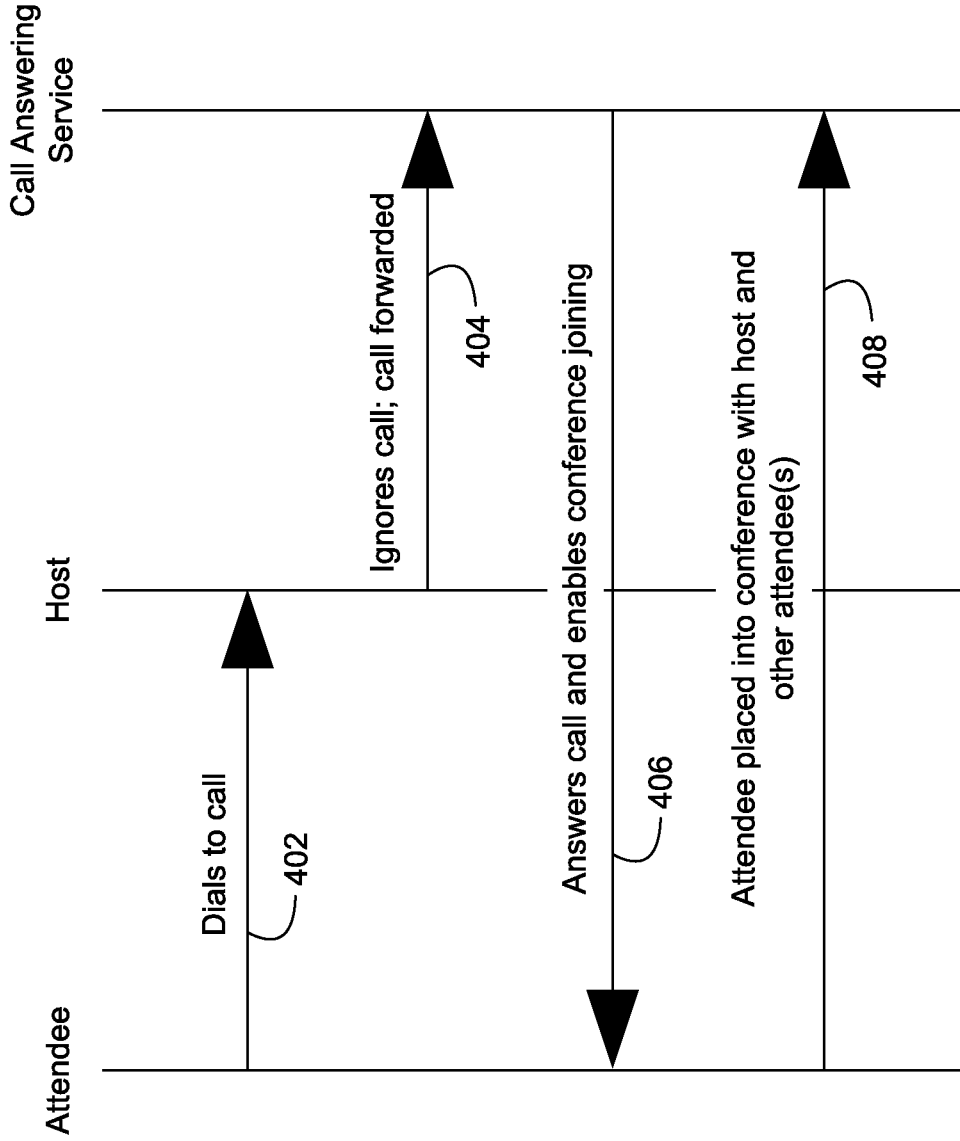 Attendee
Host
Call Answering
Service
Dials to call
402
Ignores call; call forwarded
404
Answers call and enables conference joining
406
Attendee placed into conference with host and
other attendee(s)
408